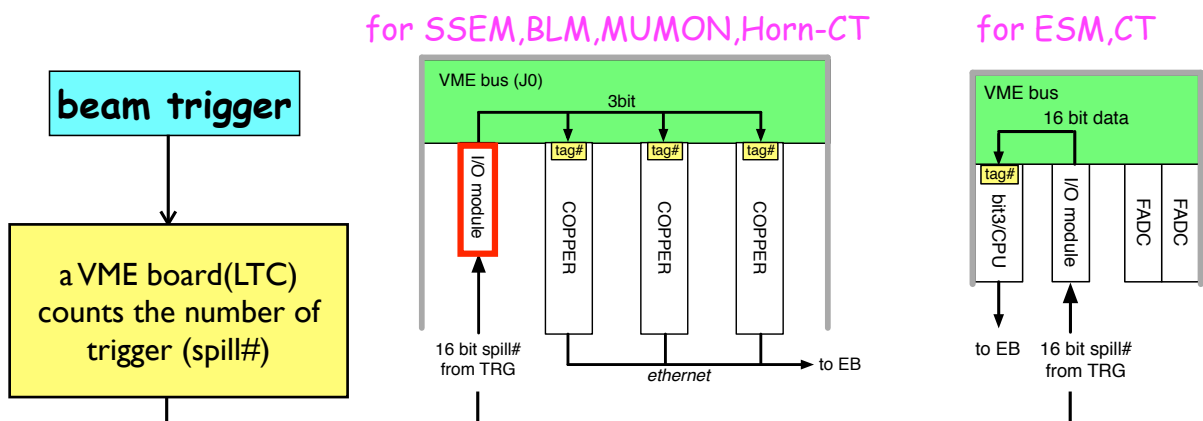 for SSEM,BLM,MUMON,Horn-CT
for ESM,CT
beam trigger
a VME board(LTC)
counts the number of
trigger (spill#)
VME bus (J0)
3bit
tag#
tag#
tag#
I/O module
COPPER
COPPER
COPPER
16 bit spill#
from TRG
ethernet
to EB
VME bus
16 bit data
tag#
bit3/CPU
I/O module
FADC
FADC
to EB
16 bit spill#
from TRG